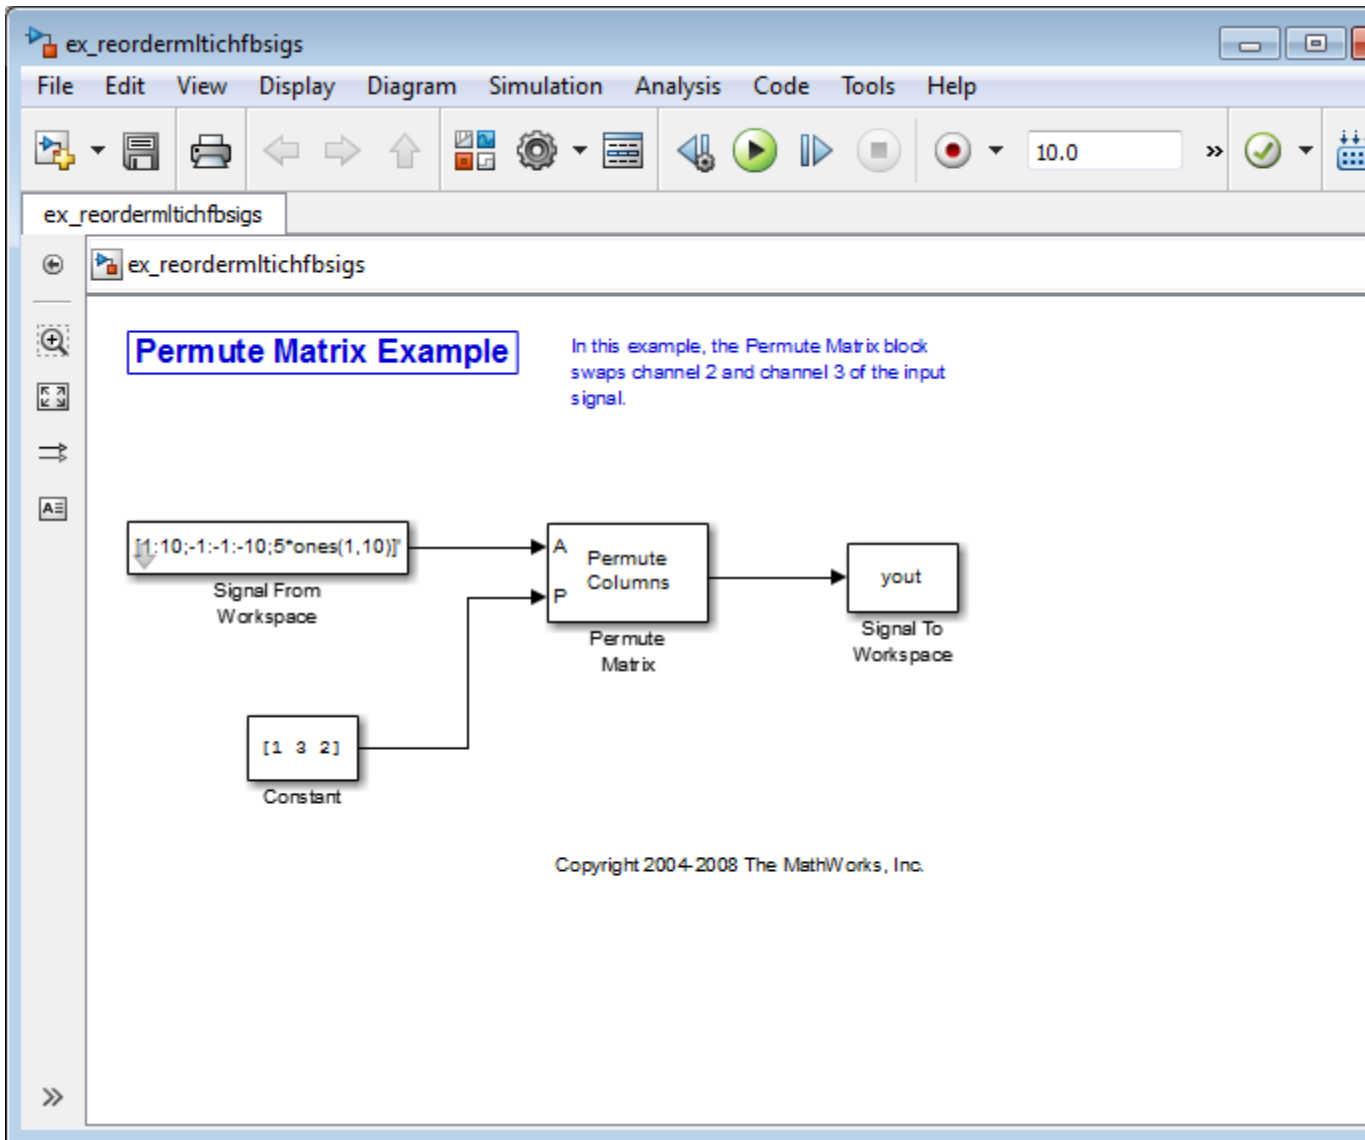 ex_reordermltichfbsigs
File Edit View Display Diagram Simulation Analysis Code Tools Help
10.0
ex_reordermltichfbsigs
ex_reordermltichfbsigs
Permute Matrix Example
In this example, the Permute Matrix block
swaps channel 2 and channel 3 of the input
signal.
[1:10;-1:-1:-10;5*ones(1,10)]'
Signal From
Workspace
A
P
Permute
Columns
Permute
Matrix
yout
Signal To
Workspace
[1 3 2]
Constant
Copyright 2004-2008 The MathWorks, Inc.